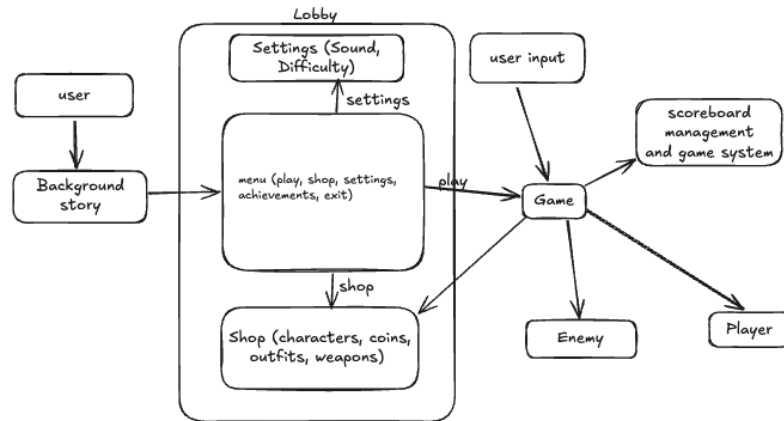 Lobby
Settings (Sound,
Difficulty)
settings
user input
user
scoreboard
management
and game system
Background
story
menu (play, shop, settings,
achievements, exit)
play
Game
shop
Shop (characters, coins,
outfits, weapons)
Enemy
Player